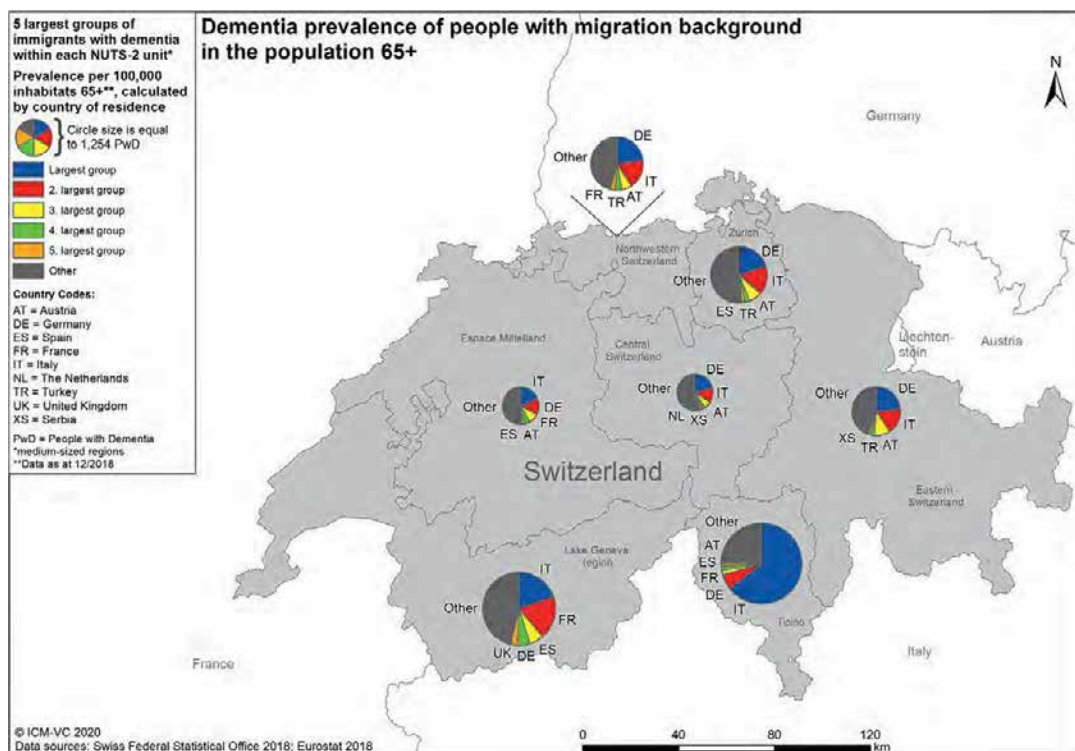 5 largest groups of
immigrants with dementia
within each NUTS-2 unit*
Prevalence per 100,000
inhabitats 65+**, calculated
by country of residence
Circle size is equal
to 1,254 PwD
Largest group
2. largest group
3. largest group
4. largest group
5. largest group
Other
Country Codes:
AT = Austria
DE = Germany
ES = Spain
FR = France
IT = Italy
NL = The Netherlands
TR = Turkey
UK = United Kingdom
XS = Serbia
PwD = People with Dementia
*medium-sized regions
**Data as at 12/2018
Dementia prevalence of people with migration background
in the population 65+
N
Germany
DE
Other
IT
FR
AT
TR
Zürich
Northwestern
Switzerland
DE
Other
IT
AT
ES
TR
Liechten-
stein
Austria
Espace Mittelland
Central
Switzerland
IT
Other
DE
FR
ES
AT
DE
Other
IT
AT
NL
XS
DE
IT
XS
TR
AT
Switzerland
Eastern
Switzerland
Lake Geneva
region
IT
Other
FR
UK
DE
ES
Other
AT
ES
FR
DE
IT
Ticino
France
Italy
© ICM-VC 2020
Data sources: Swiss Federal Statistical Office 2018; Eurostat 2018
0
40
80
120
km